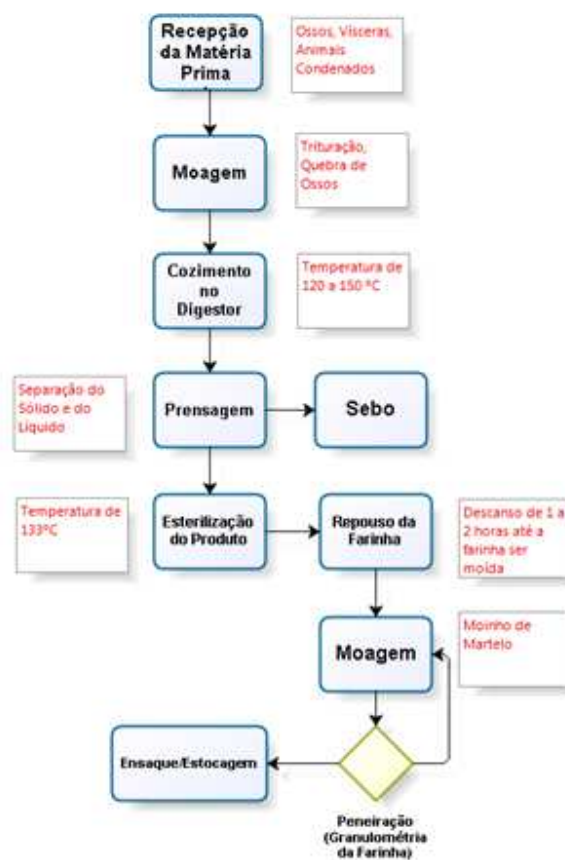 Recepção
da Matéria
Prima
Ossos, Vísceras,
Animais
Condenados
Moagem
Trituração,
Quebra de
Ossos
Cozimento
no
Digestor
Temperatura de
120 a 150 ºC
Separação do
Sólido e do
Líquido
Prensagem
Sebo
Temperatura de
133ºC
Esterilização
do Produto
Repouso da
Farinha
Descanso de 1 a
2 horas até a
farinha ser
moída
Moagem
Moinho de
Martelo
Ensaque/Estocagem
Peneiração
(Granulométria
da Farinha)